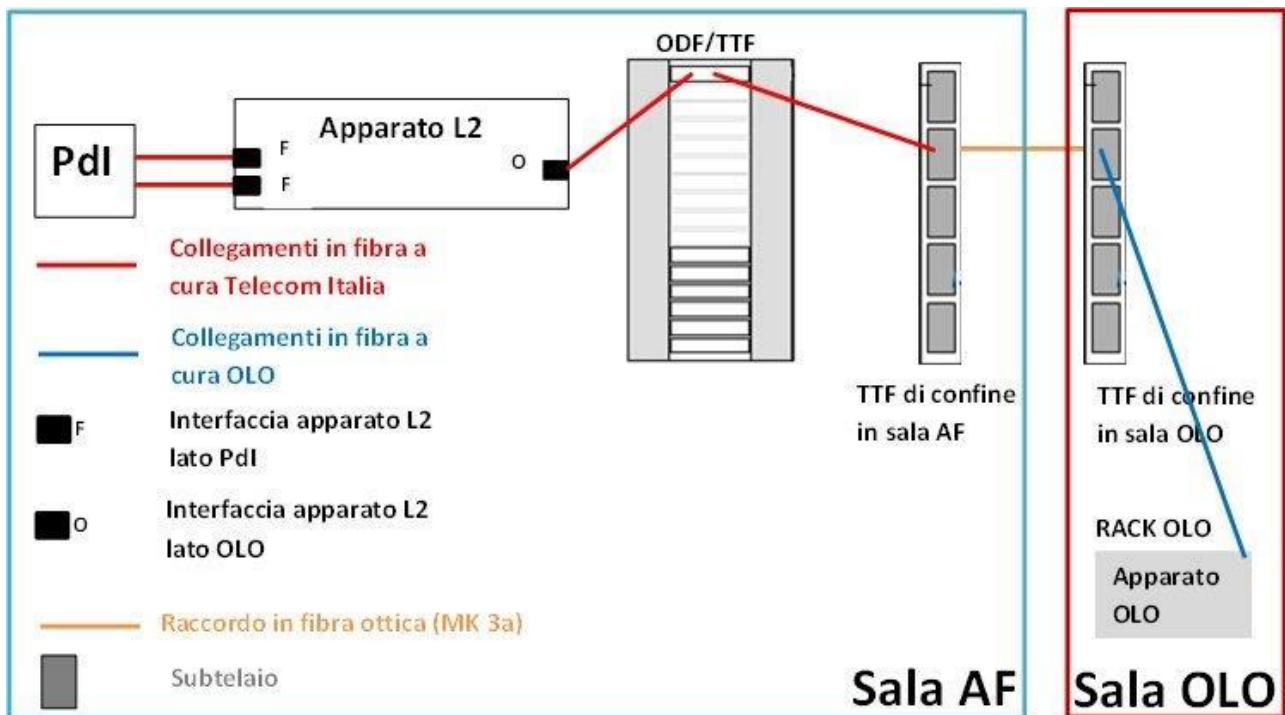 ODF/TTF
Apparato L2
PdI
F
F
O
Collegamenti in fibra a
cura Telecom Italia
Collegamenti in fibra a
cura OLO
F
Interfaccia apparato L2
lato PdI
O
Interfaccia apparato L2
lato OLO
Raccordo in fibra ottica (MK 3a)
Subtelaio
TTF di confine
in sala AF
TTF di confine
in sala OLO
RACK OLO
Apparato
OLO
Sala AF
Sala OLO